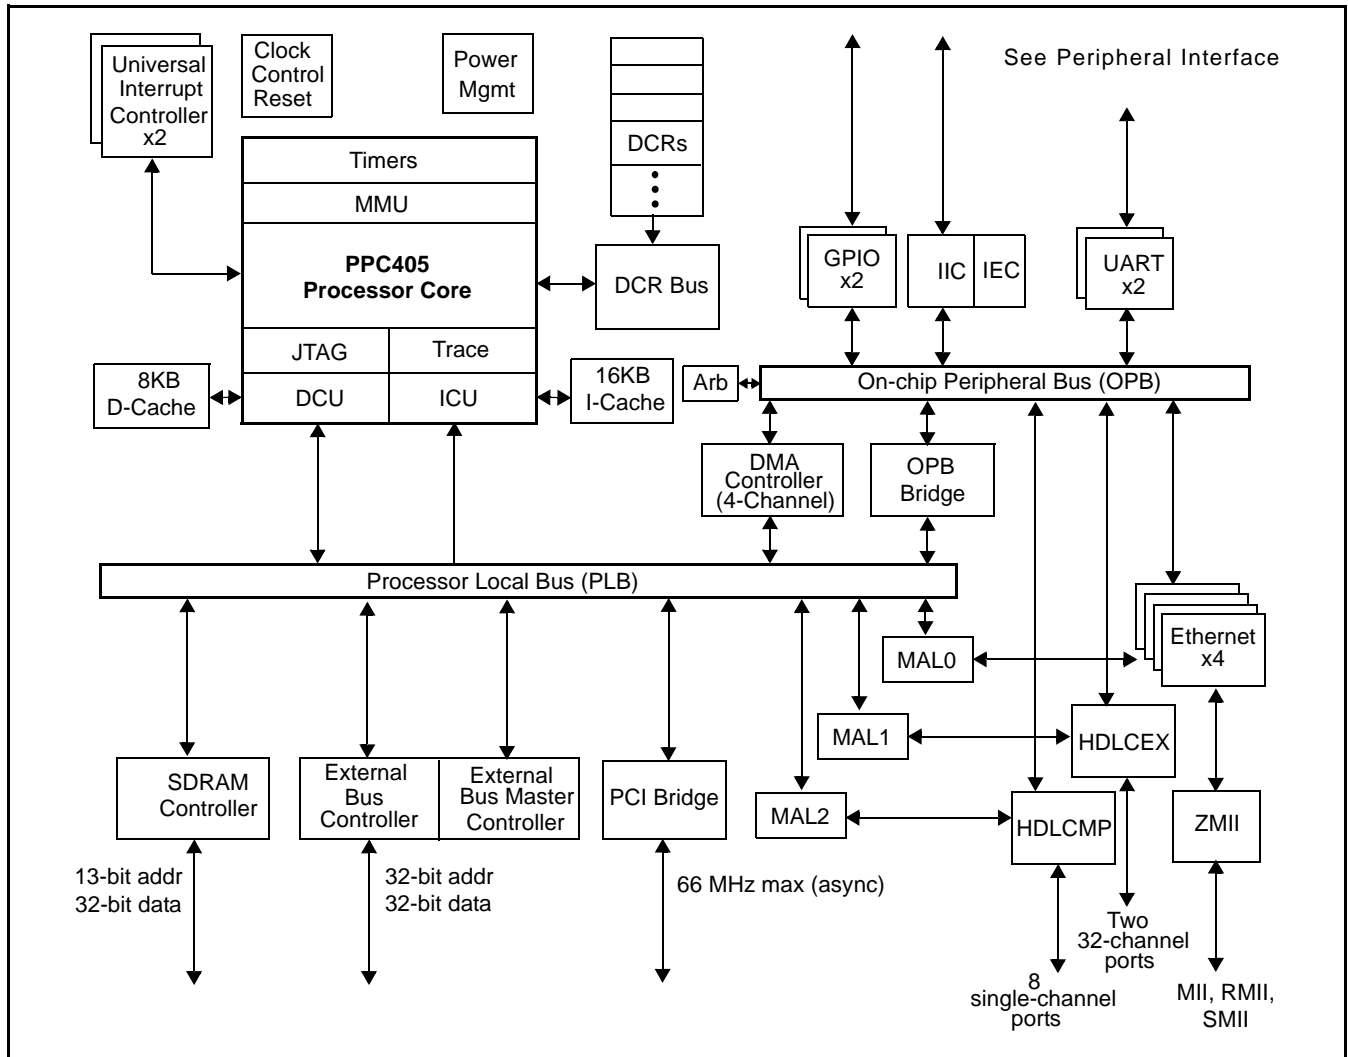 Universal
Interrupt
Controller
x2
Clock
Control
Reset
Power
Mgmt
DCRs
See Peripheral Interface
Timers
MMU
PPC405
Processor Core
JTAG
Trace
DCU
ICU
DCR Bus
GPIO
x2
IIC
IEC
UART
x2
8KB
D-Cache
16KB
I-Cache
Arb
On-chip Peripheral Bus (OPB)
DMA
Controller
(4-Channel)
OPB
Bridge
Processor Local Bus (PLB)
MAL0
Ethernet
x4
MAL1
HDLCEX
SDRAM
Controller
External
Bus
Controller
External
Bus Master
Controller
PCI Bridge
MAL2
HDLCMP
ZMII
13-bit addr
32-bit data
32-bit addr
32-bit data
66 MHz max (async)
Two
32-channel
ports
8
single-channel
ports
MII, RMII,
SMII